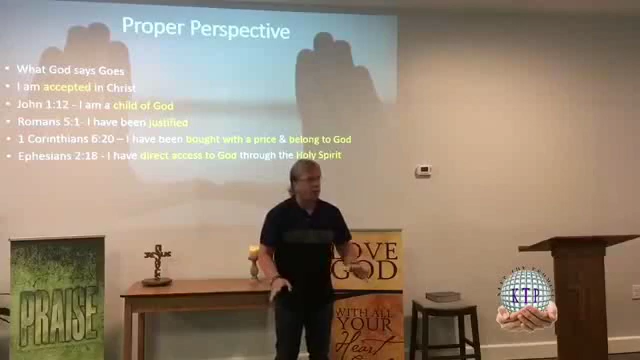 Proper Perspective
• What God says Goes
• I am accepted in Christ
• John 1:12 - I am a child of God
• Romans 5:1- I have been justified
• 1 Corinthians 6:20 – I have been bought with a price & belong to God
• Ephesians 2:18 - I have direct access to God through the Holy Spirit
PRAISE
LOVE
GOD
WITH ALL
YOUR
Heart
KTP